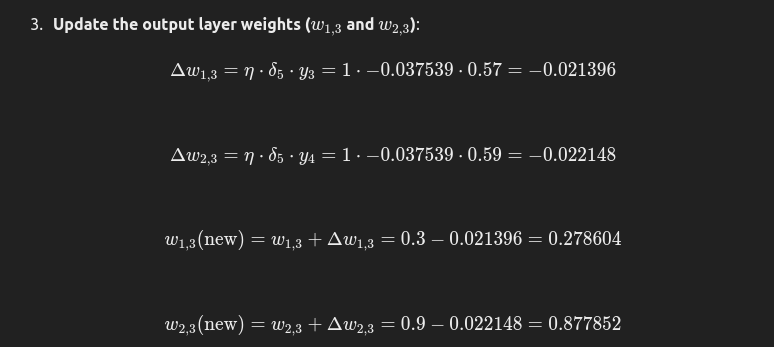 3. Update the output layer weights (w₁,₃ and w₂,₃):
Δw₁,₃ = η · δ₅ · y₃ = 1 · −0.037539 · 0.57 = −0.021396
Δw₂,₃ = η · δ₅ · y₄ = 1 · −0.037539 · 0.59 = −0.022148
w₁,₃(new) = w₁,₃ + Δw₁,₃ = 0.3 − 0.021396 = 0.278604
w₂,₃(new) = w₂,₃ + Δw₂,₃ = 0.9 − 0.022148 = 0.877852